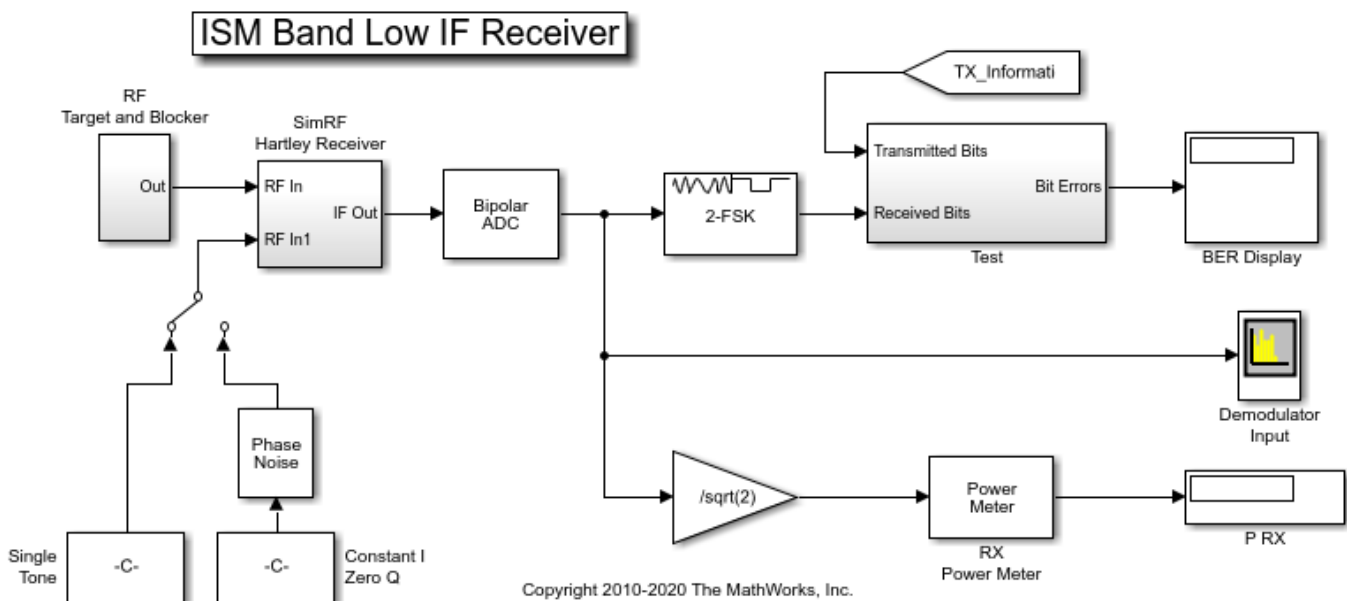 ISM Band Low IF Receiver
TX_Informati
RF
Target and Blocker
Out
SimRF
Hartley Receiver
RF In
IF Out
RF In1
Bipolar
ADC
2-FSK
Transmitted Bits
Bit Errors
Received Bits
Test
BER Display
Demodulator
Input
Phase
Noise
/sqrt(2)
Power
Meter
RX
Power Meter
P RX
Single
Tone
-C-
-C-
Constant I
Zero Q
Copyright 2010-2020 The MathWorks, Inc.